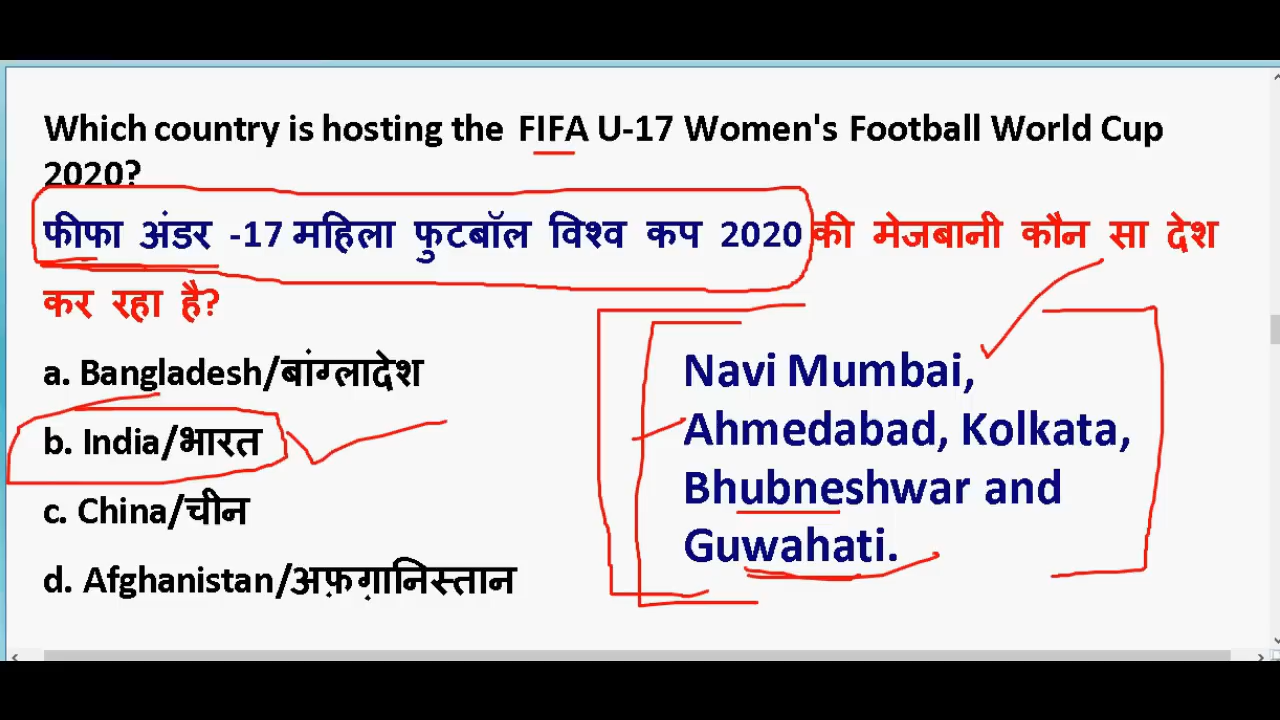 Which country is hosting the FIFA U-17 Women's Football World Cup
2020?
फीफा अंडर -17 महिला फुटबॉल विश्व कप 2020 की मेजबानी कौन सा देश
कर रहा है?
a. Bangladesh/बांग्लादेश
b. India/भारत
c. China/चीन
d. Afghanistan/अफ़ग़ानिस्तान
Navi Mumbai,
Ahmedabad, Kolkata,
Bhubneshwar and
Guwahati.